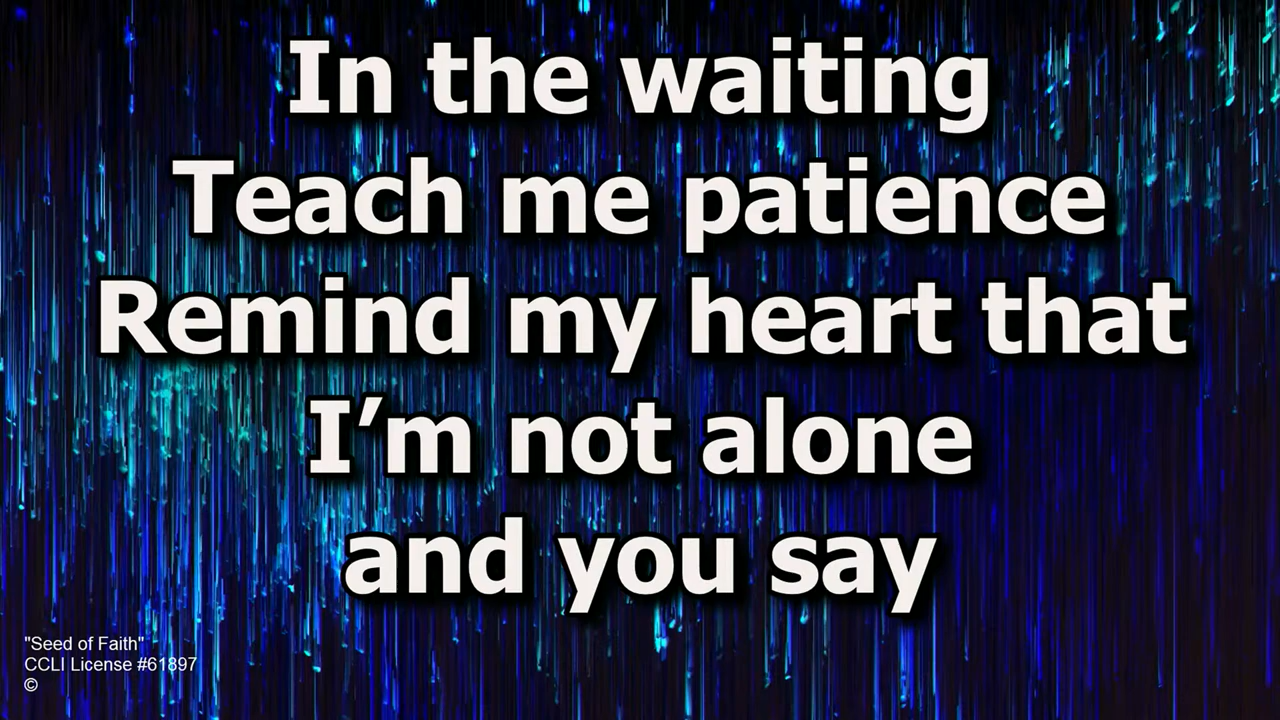 In the waiting
Teach me patience
Remind my heart that
I’m not alone
and you say
"Seed of Faith"
CCLI License #61897
©